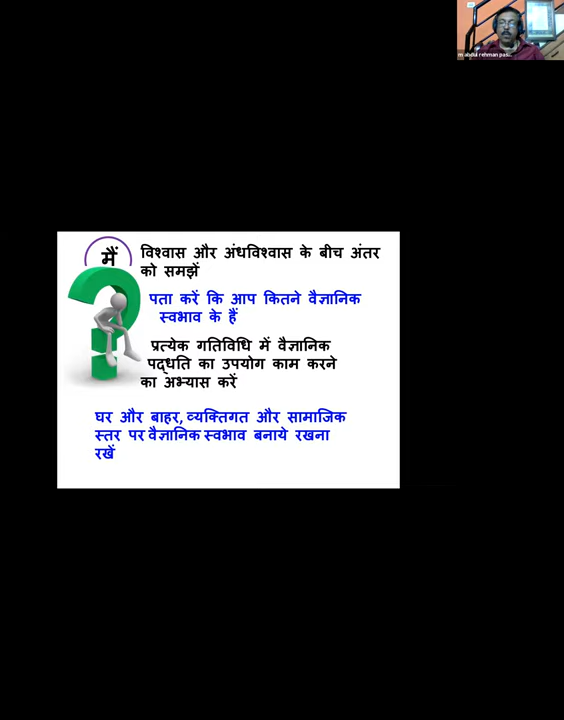 मैं
विश्वास और अंधविश्वास के बीच अंतर
को समझें
पता करें कि आप कितने वैज्ञानिक
स्वभाव के हैं
प्रत्येक गतिविधि में वैज्ञानिक
पद्धति का उपयोग काम करने
का अभ्यास करें
घर और बाहर, व्यक्तिगत और सामाजिक
स्तर पर वैज्ञानिक स्वभाव बनाये रखना
रखें